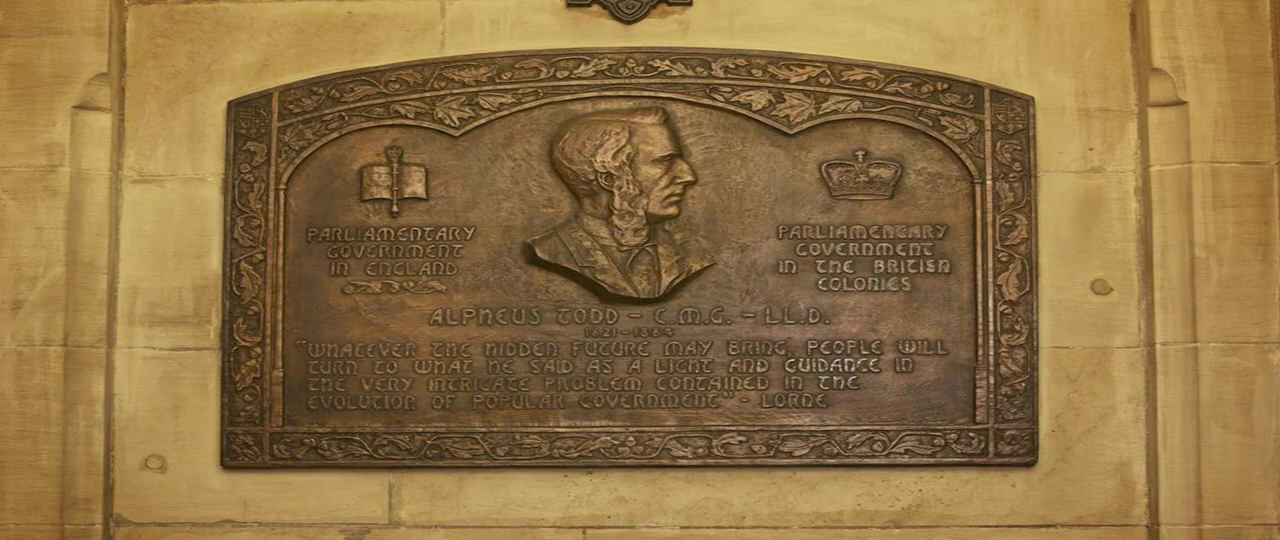 PARLIAMENTARY
GOVERNMENT
IN ENGLAND
PARLIAMENTARY
GOVERNMENT
IN THE BRITISH
COLONIES
ALPHEUS TODD – C.M.G. – LL.D.
1821–1884
"WHATEVER THE HIDDEN FUTURE MAY BRING, PEOPLE WILL
TURN TO WHAT HE SAID AS A LIGHT AND GUIDANCE IN
THE VERY INTRICATE PROBLEM CONTAINED IN THE
EVOLUTION OF POPULAR GOVERNMENT" – LORNE